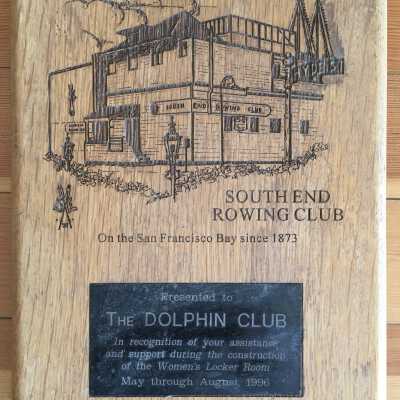 SOUTH END ROWING CLUB
SOUTH END
ROWING CLUB
On the San Francisco Bay since 1873
Presented to
THE DOLPHIN CLUB
In recognition of your assistance
and support during the construction
of the Women's Locker Room
May through August 1996